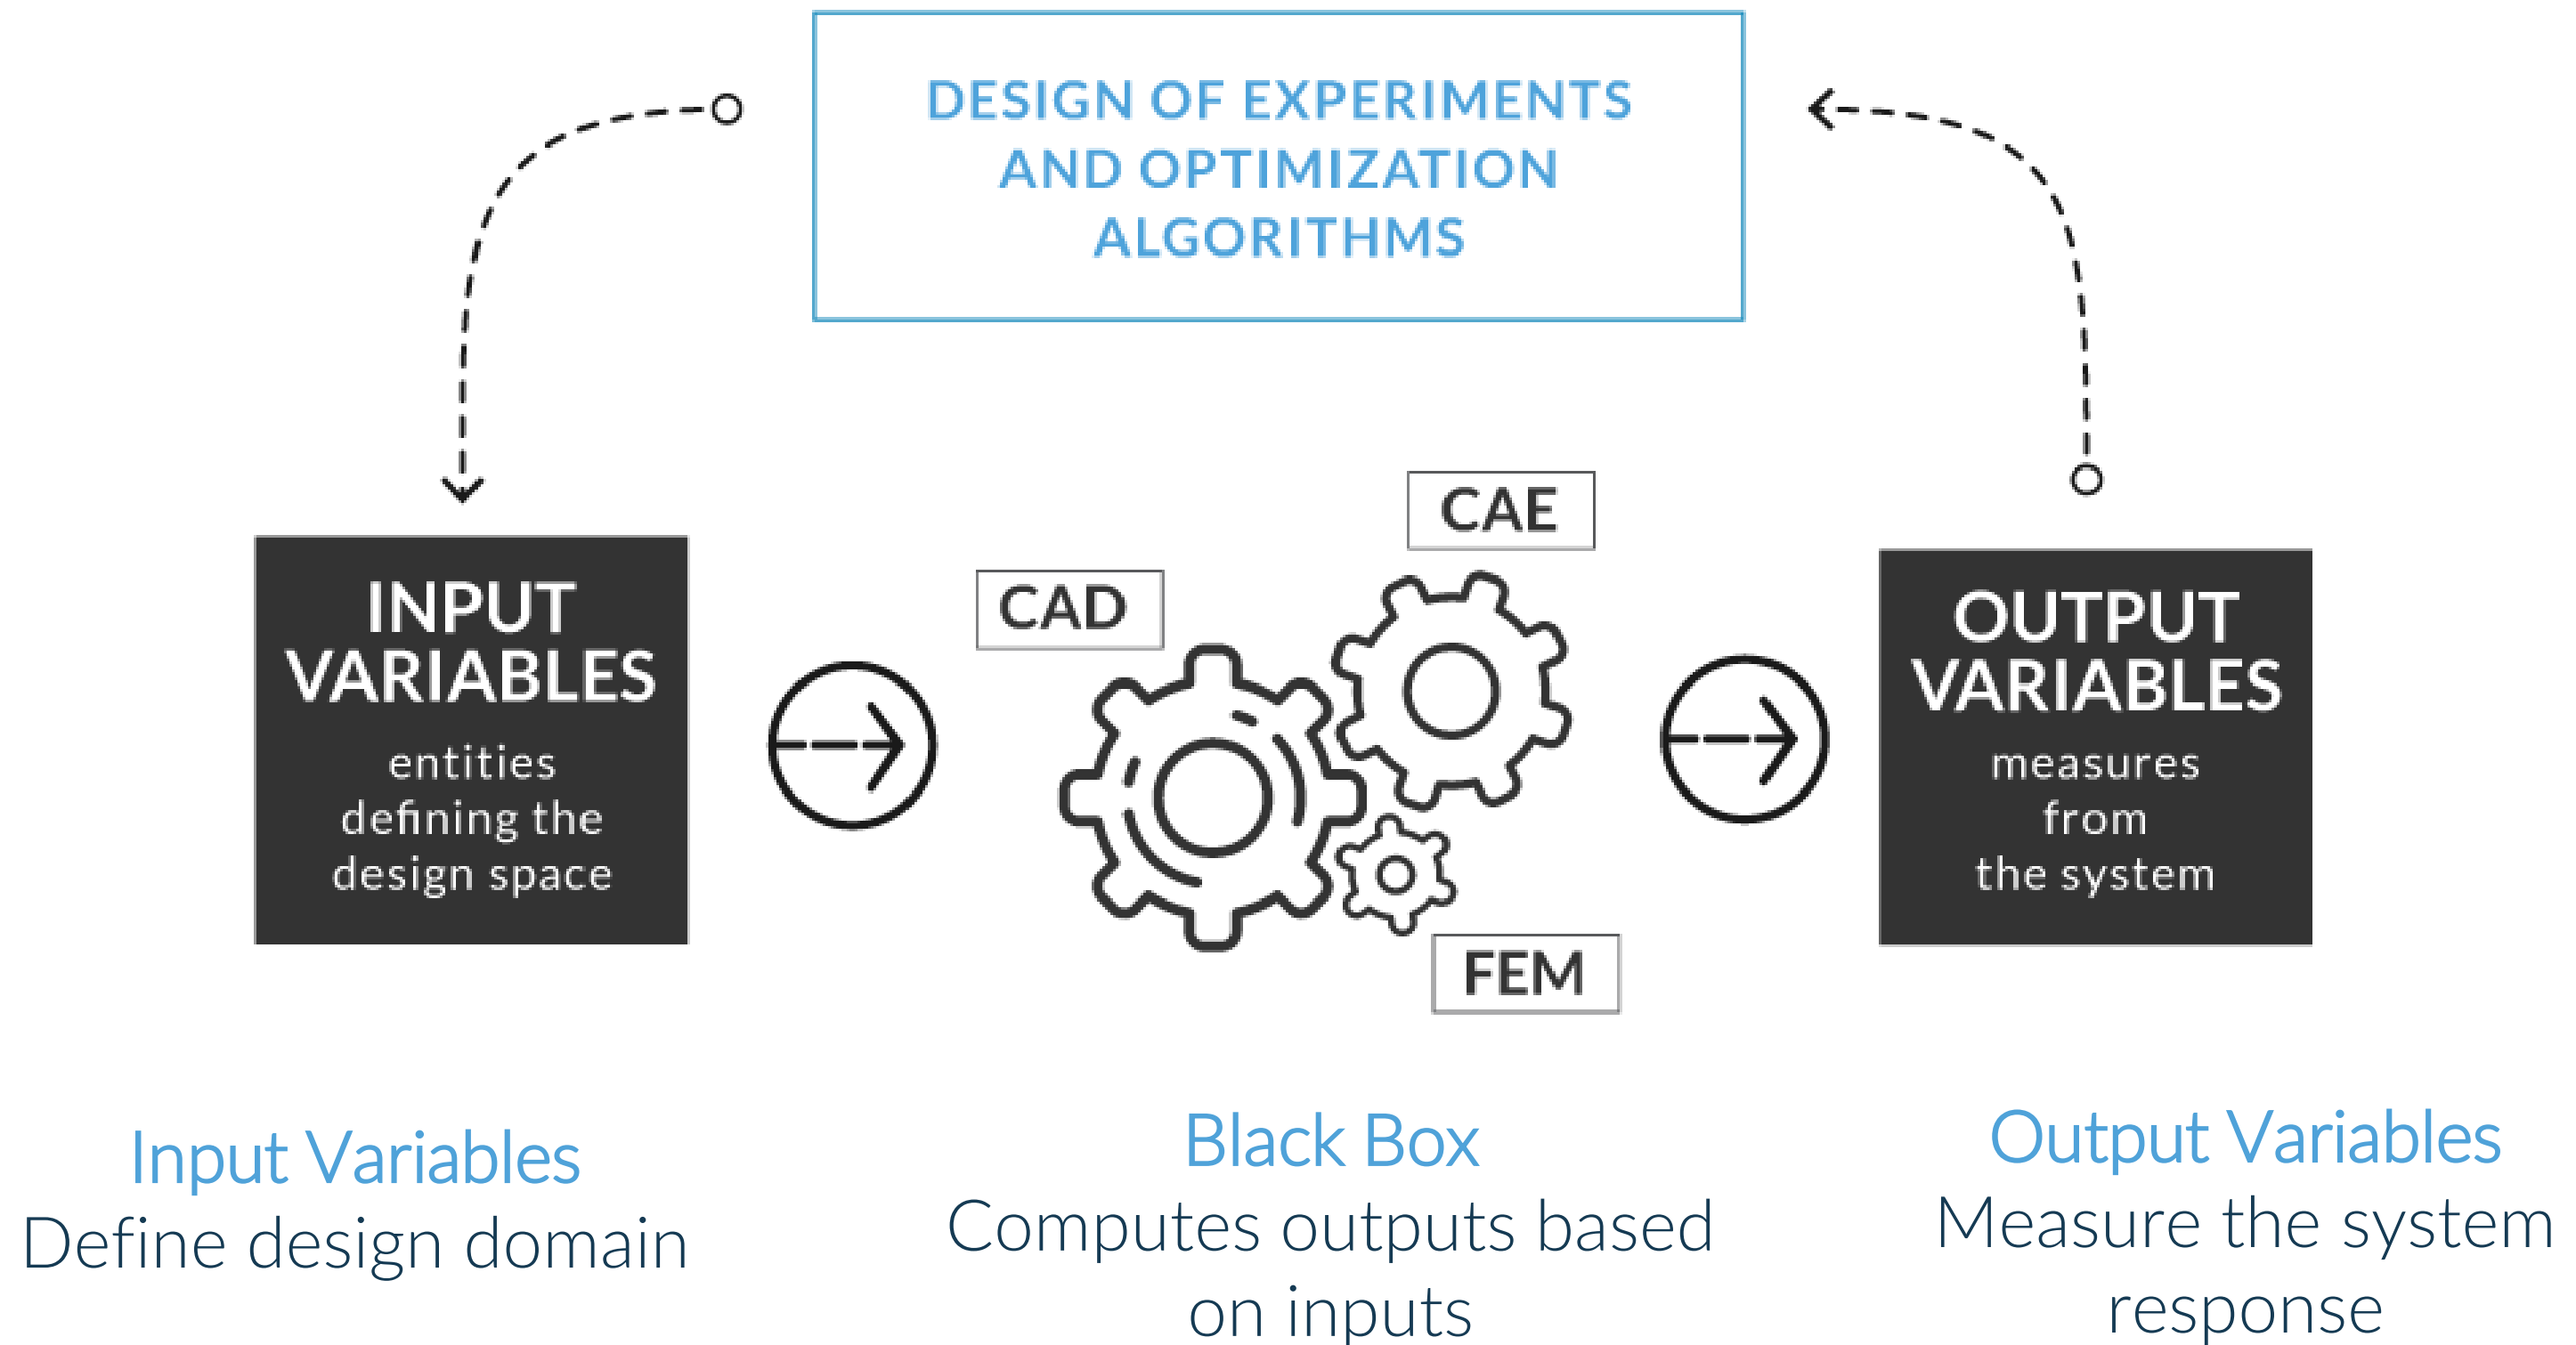 DESIGN OF EXPERIMENTS
AND OPTIMIZATION
ALGORITHMS
INPUT
VARIABLES
entities
defining the
design space
CAD
CAE
FEM
OUTPUT
VARIABLES
measures
from
the system
Input Variables
Define design domain
Black Box
Computes outputs based
on inputs
Output Variables
Measure the system
response